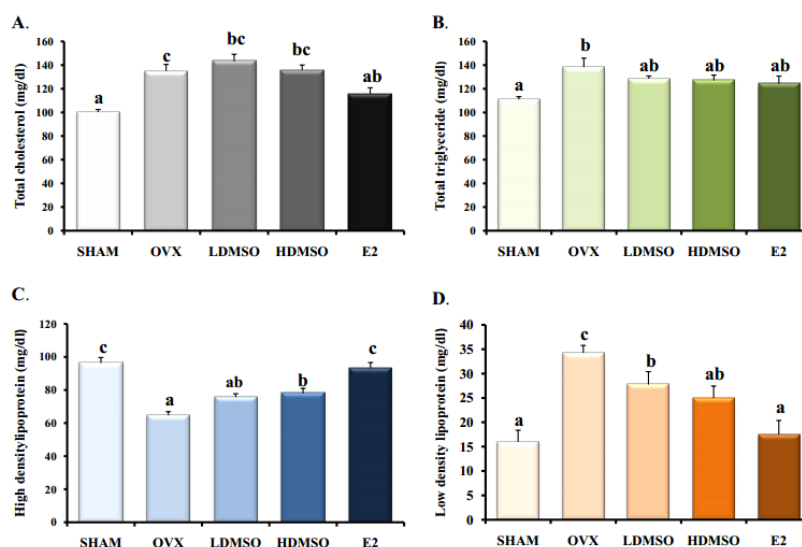 A.
Total cholesterol (mg/dl)
160
140
120
100
80
60
40
20
0
a
c
bc
bc
ab
SHAM OVX LDMSO HDMSO E2
B.
Total triglyceride (mg/dl)
160
140
120
100
80
60
40
20
0
a
b
ab
ab
ab
SHAM OVX LDMSO HDMSO E2
C.
High densitylipoprotein (mg/dl)
120
100
80
60
40
20
0
c
a
ab
b
c
SHAM OVX LDMSO HDMSO E2
D.
Low density lipoprotein (mg/dl)
40
35
30
25
20
15
10
5
0
a
c
b
ab
a
SHAM OVX LDMSO HDMSO E2